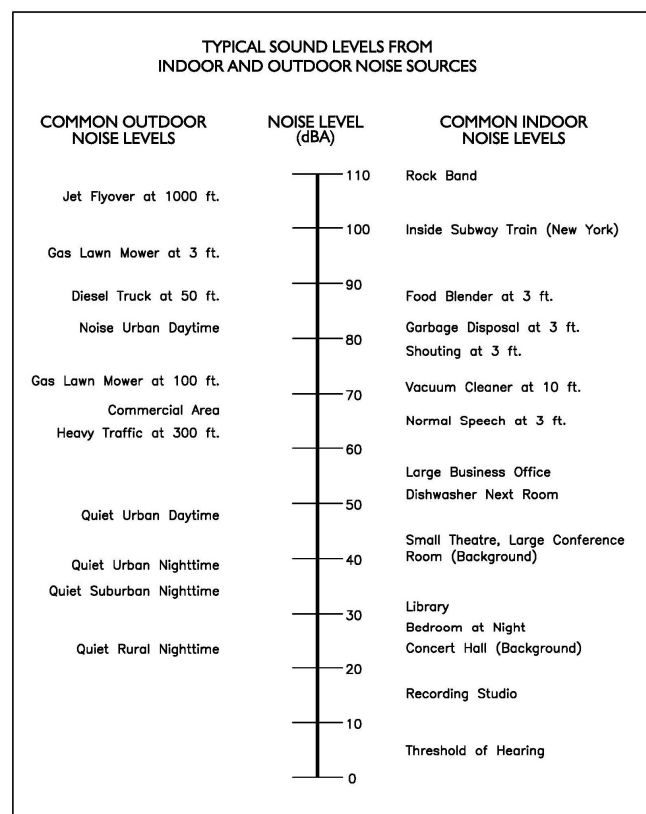 TYPICAL SOUND LEVELS FROM
INDOOR AND OUTDOOR NOISE SOURCES
COMMON OUTDOOR
NOISE LEVELS
NOISE LEVEL
(dBA)
COMMON INDOOR
NOISE LEVELS
110
Rock Band
Jet Flyover at 1000 ft.
100
Inside Subway Train (New York)
Gas Lawn Mower at 3 ft.
90
Diesel Truck at 50 ft.
Food Blender at 3 ft.
Noise Urban Daytime
Garbage Disposal at 3 ft.
80
Shouting at 3 ft.
Gas Lawn Mower at 100 ft.
Vacuum Cleaner at 10 ft.
70
Commercial Area
Normal Speech at 3 ft.
Heavy Traffic at 300 ft.
60
Large Business Office
Dishwasher Next Room
50
Quiet Urban Daytime
Small Theatre, Large Conference
Room (Background)
40
Quiet Urban Nighttime
Quiet Suburban Nighttime
Library
30
Bedroom at Night
Quiet Rural Nighttime
Concert Hall (Background)
20
Recording Studio
10
Threshold of Hearing
0